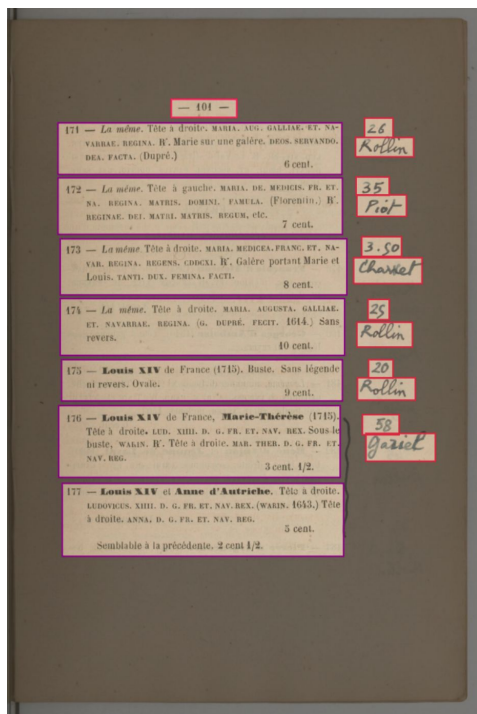 — 101 —
171 — La même. Tête à droite. MARIA. AUG. GALLIAE. ET. NA-
VARRAE. REGINA. R'. Marie sur une galère. DEOS. SERVANDO.
DEA. FACTA. (Dupré.)
6 cent.
26
Rollin
172 — La même. Tête à gauche. MARIA. DE. MEDICIS. FR. ET.
NA. REGINA. MATRIS. DOMINI. FAMULA. (Florentin.) R'.
REGINAE. DEI. MATRI. MATRIS. REGUM, etc.
7 cent.
35
Piot
173 — La même. Tête à droite. MARIA. MEDICEA. FRANC. ET. NA-
VAR. REGINA. REGENS. CDDCXI. R'. Galère portant Marie et
Louis. TANTI. DUX. FEMINA. FACTI.
8 cent.
3.50
Charvet
174 — La même. Tête à droite. MARIA. AUGUSTA. GALLIAE.
ET. NAVARRAE. REGINA. (G. DUPRÉ. FECIT. 1614.) Sans
revers.
10 cent.
25
Rollin
175 — Louis XIV de France (1715). Buste. Sans légende
ni revers. Ovale.
9 cent.
20
Rollin
176 — Louis XIV de France, Marie-Thérèse (1715).
Tête à droite. LUD. XIIII. D. G. FR. ET. NAV. REX. Sous le
buste, WALIN. R'. Tête à droite. MAR. THER. D. G. FR. ET.
NAV. REG.
3 cent. 1/2.
58
Gariel
177 — Louis XIV et Anne d'Autriche. Tête à droite.
LUDOVICUS. XIIII. D. G. FR. ET. NAV. REX. (WARIN. 1643.) Tête
à droite. ANNA. D. G. FR. ET. NAV. REG.
5 cent.
Semblable à la précédente. 2 cent 1/2.